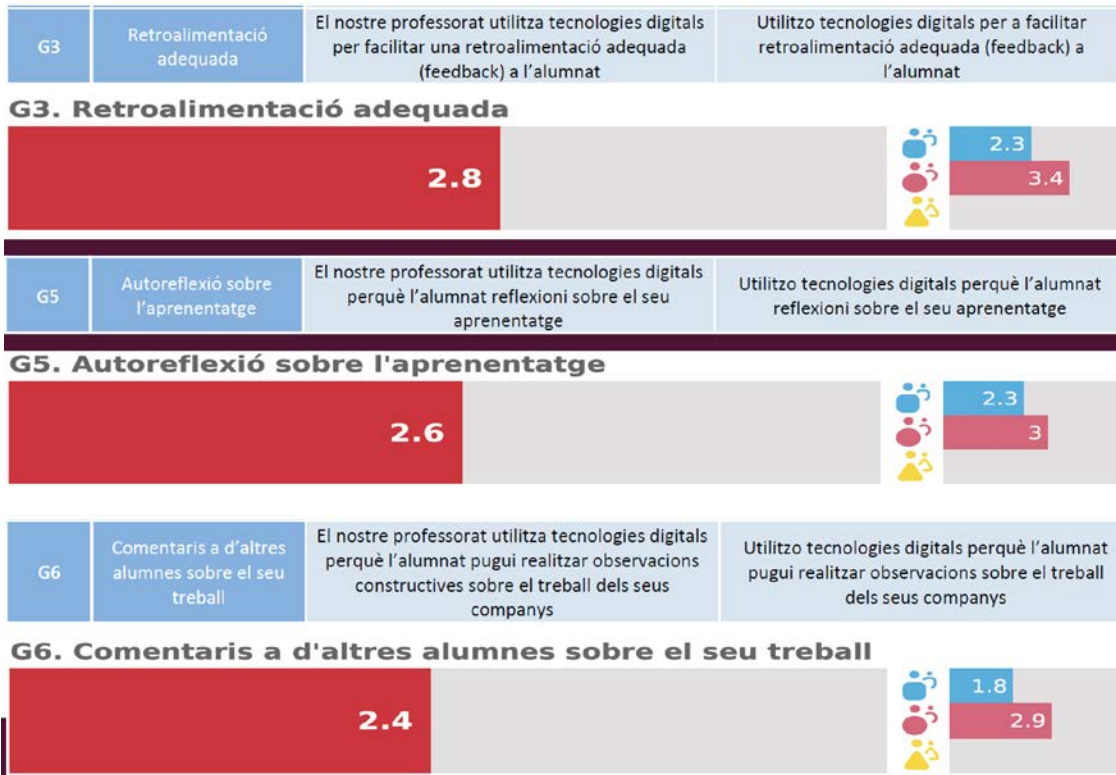 G3
Retroalimentació
adequada
El nostre professorat utilitza tecnologies digitals
per facilitar una retroalimentació adequada
(feedback) a l'alumnat
Utilitzo tecnologies digitals per a facilitar
retroalimentació adequada (feedback) a
l'alumnat
G3. Retroalimentació adequada
2.8
2.3
3.4
G5
Autoreflexió sobre
l'aprenentatge
El nostre professorat utilitza tecnologies digitals
perquè l'alumnat reflexioni sobre el seu
aprenentatge
Utilitzo tecnologies digitals perquè l'alumnat
reflexioni sobre el seu aprenentatge
G5. Autoreflexió sobre l'aprenentatge
2.6
2.3
3
G6
Comentaris a d'altres
alumnes sobre el seu
treball
El nostre professorat utilitza tecnologies digitals
perquè l'alumnat pugui realitzar observacions
constructives sobre el treball dels seus
companys
Utilitzo tecnologies digitals perquè l'alumnat
pugui realitzar observacions sobre el treball
dels seus companys
G6. Comentaris a d'altres alumnes sobre el seu treball
2.4
1.8
2.9